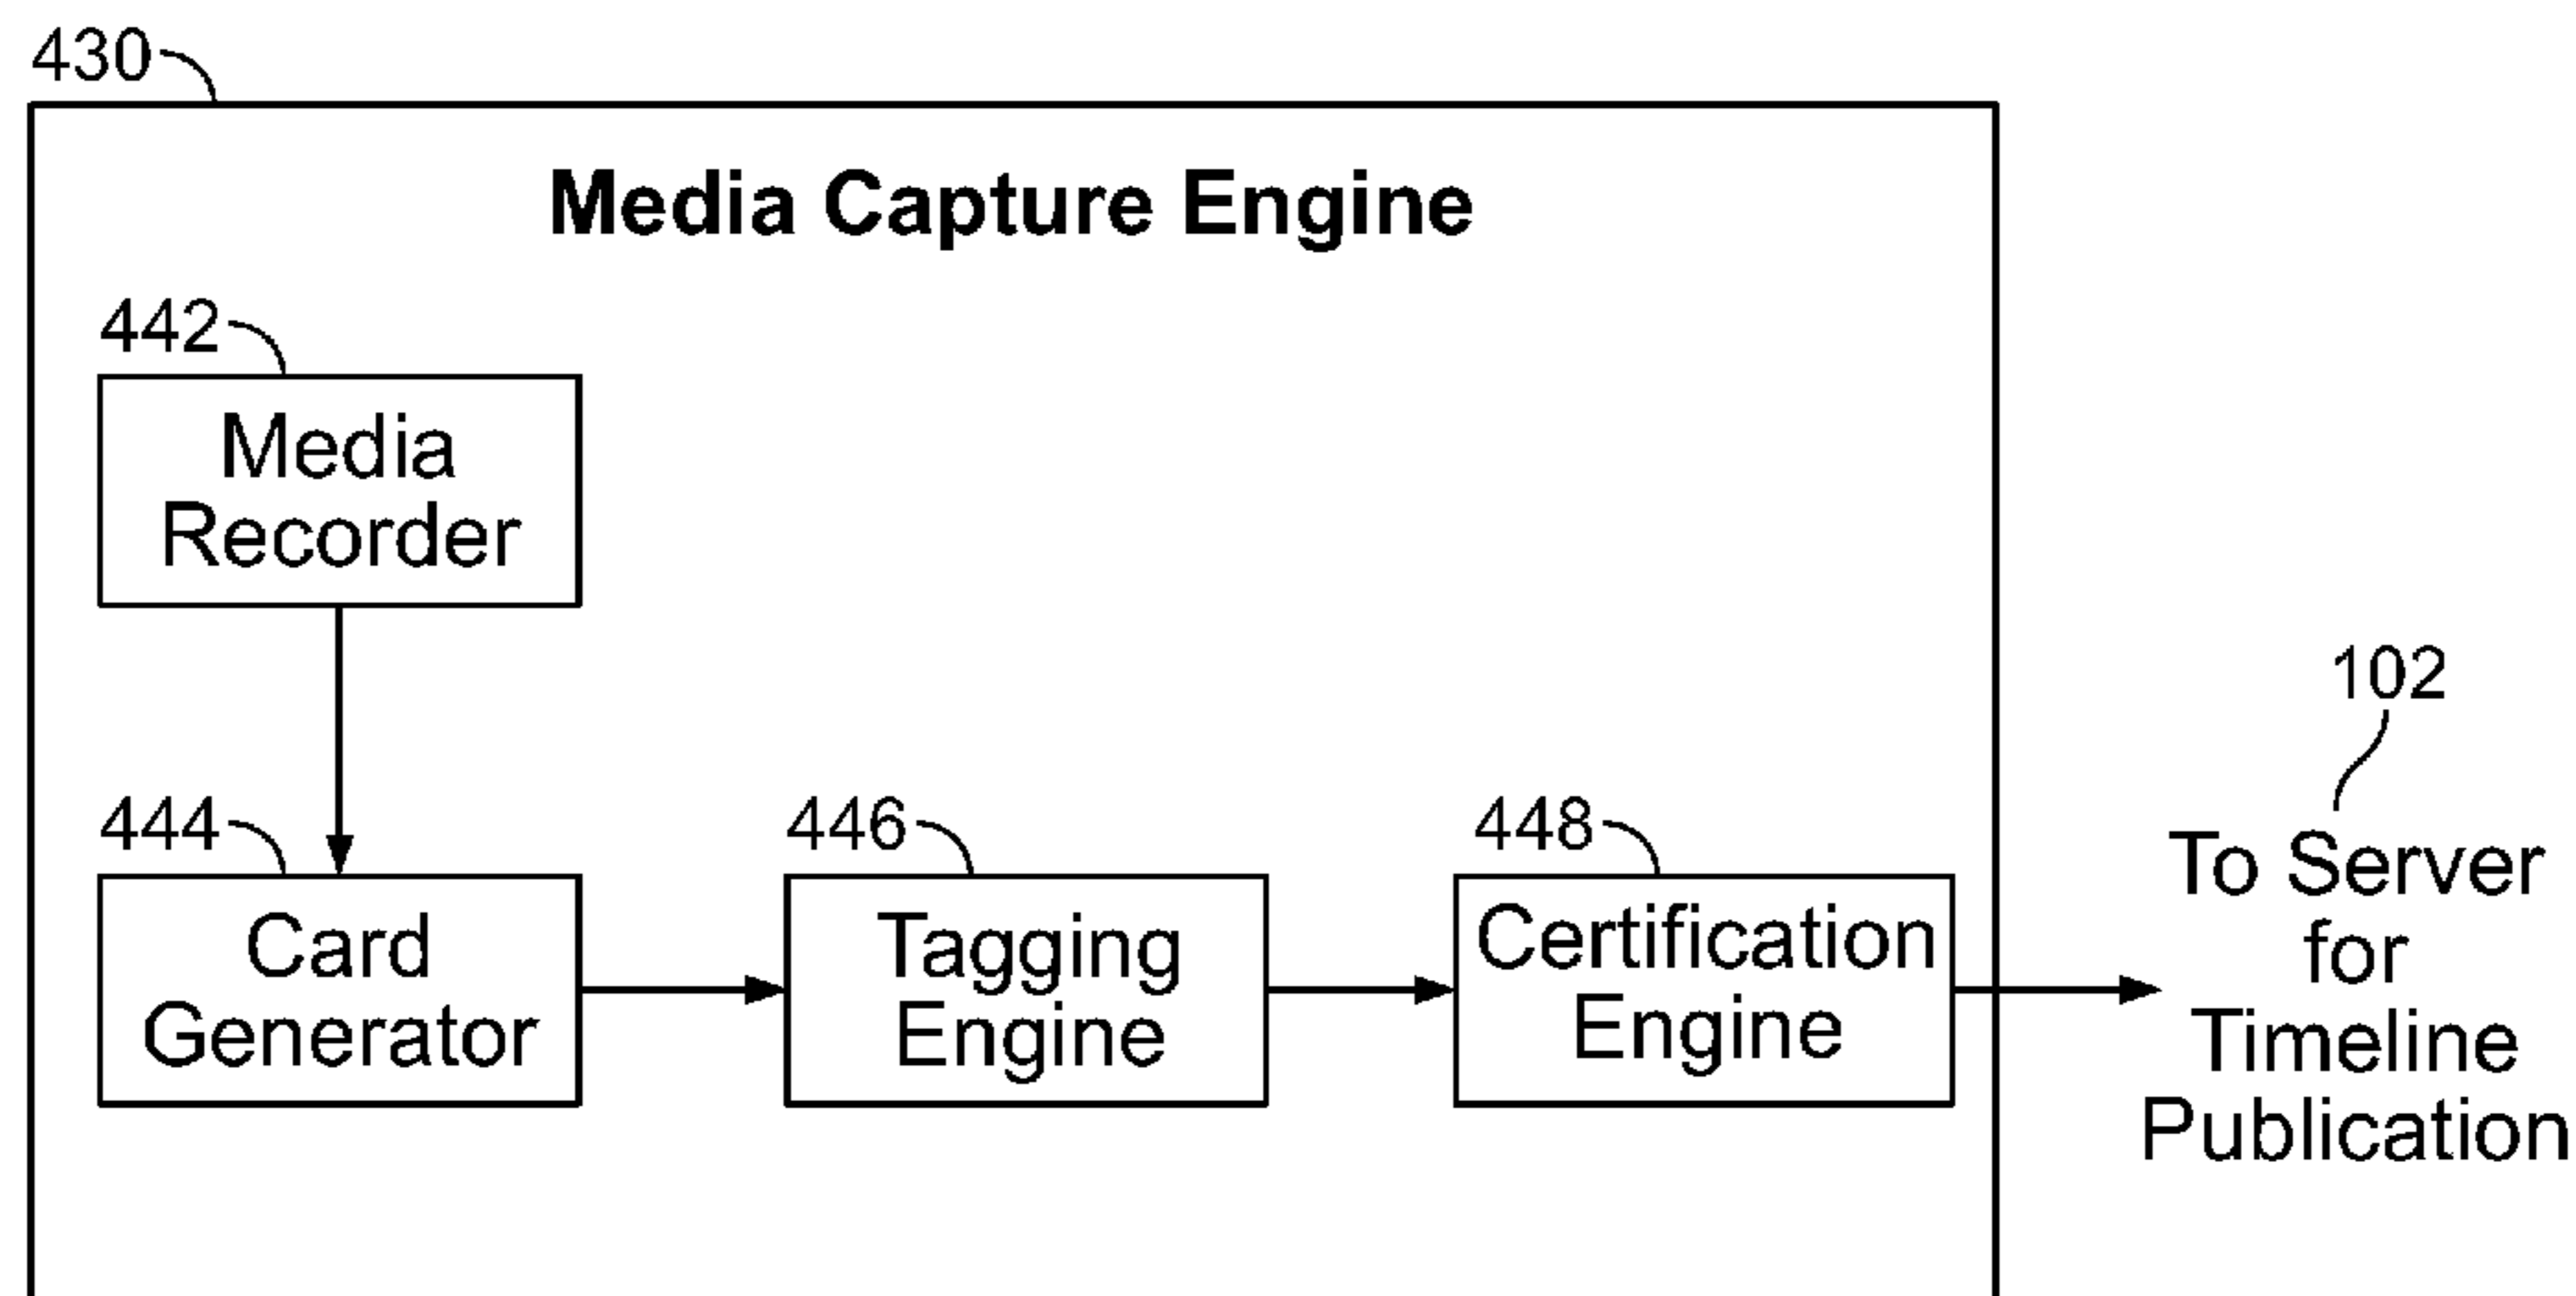 430
Media Capture Engine
442
Media
Recorder
444
Card
Generator
446
Tagging
Engine
448
Certification
Engine
102
To Server
for
Timeline
Publication